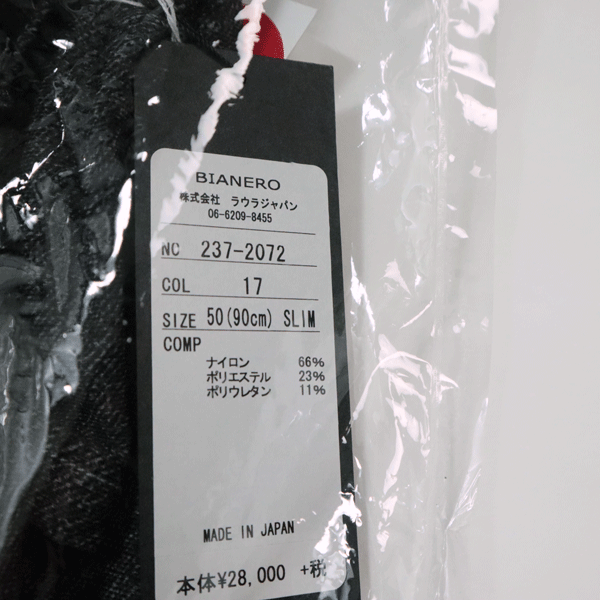 BIANERO
株式会社 ラウラジャパン
06-6209-8455
NC 237-2072
COL 17
SIZE 50(90cm) SLIM
COMP
ナイロン 66%
ポリエステル 23%
ポリウレタン 11%
MADE IN JAPAN
本体¥28,000 +税